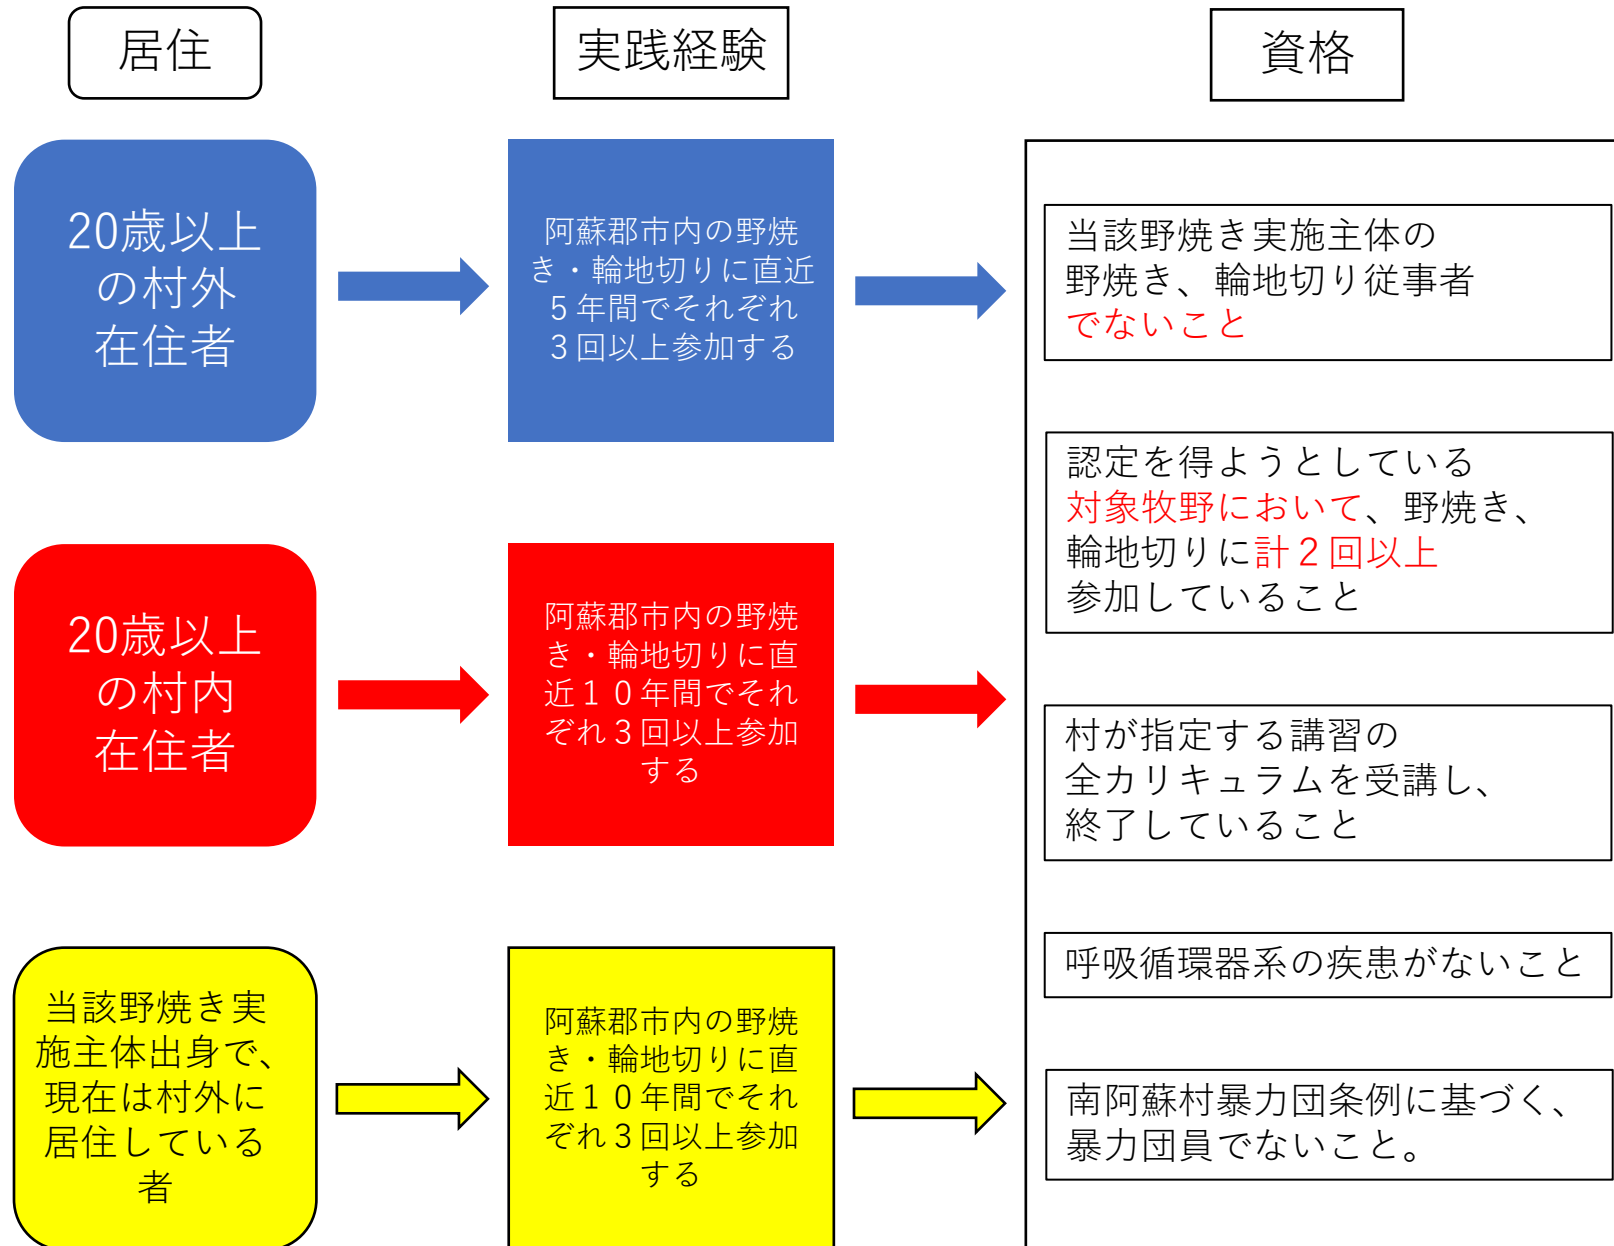 居住
実践経験
資格
20歳以上
の村外
在住者
阿蘇郡市内の野焼
き・輪地切りに直近
５年間でそれぞれ
３回以上参加する
20歳以上
の村内
在住者
阿蘇郡市内の野焼
き・輪地切りに直
近１０年間でそれ
ぞれ３回以上参加
する
当該野焼き実
施主体出身で、
現在は村外に
居住している
者
阿蘇郡市内の野焼
き・輪地切りに直
近１０年間でそれ
ぞれ３回以上参加
する
当該野焼き実施主体の
野焼き、輪地切り従事者
でないこと
認定を得ようとしている
対象牧野において、野焼き、
輪地切りに計２回以上
参加していること
村が指定する講習の
全カリキュラムを受講し、
終了していること
呼吸循環器系の疾患がないこと
南阿蘇村暴力団条例に基づく、
暴力団員でないこと。